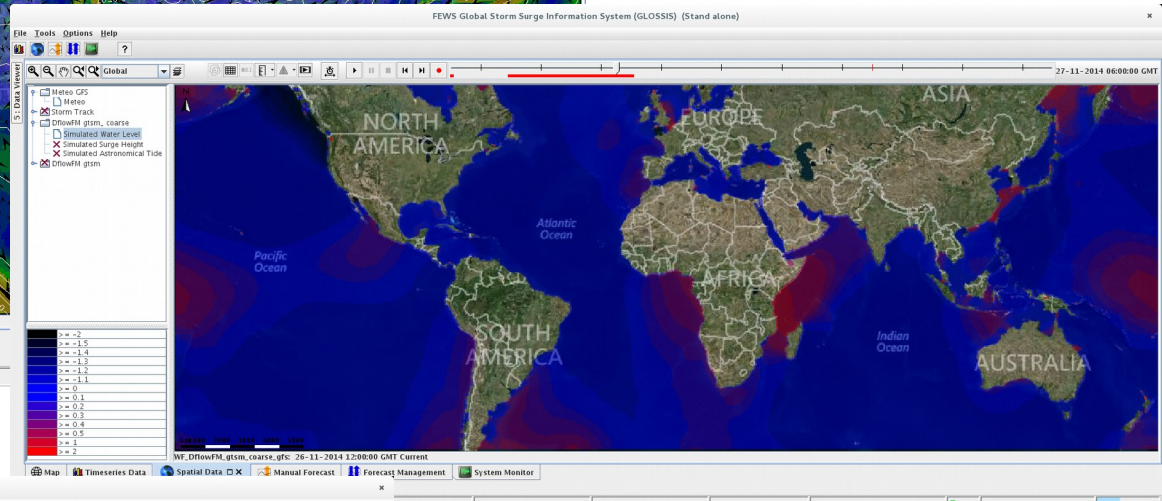 FEWS Global Storm Surge Information System (GLOSSIS) (Stand alone)
File Tools Options Help
?
Global
27-11-2014 06:00:00 GMT
5 : Data Viewer
Meteo GFS
Meteo
Storm Track
DflowFM gtsm_coarse
Simulated Water Level
Simulated Surge Height
Simulated Astronomical Tide
DflowFM gtsm
N
NORTH
AMERICA
EUROPE
ASIA
Atlantic
Ocean
Pacific
Ocean
AFRICA
SOUTH
AMERICA
Indian
Ocean
AUSTRALIA
>= -2
>= -1.5
>= -1.4
>= -1.3
>= -1.2
>= -1.1
>= 0
>= 0.1
>= 0.2
>= 0.3
>= 0.4
>= 0.5
>= 1
>= 2
WF_DflowFM_gtsm_coarse_gfs: 26-11-2014 12:00:00 GMT Current
Map Timeseries Data Spatial Data Manual Forecast Forecast Management System Monitor